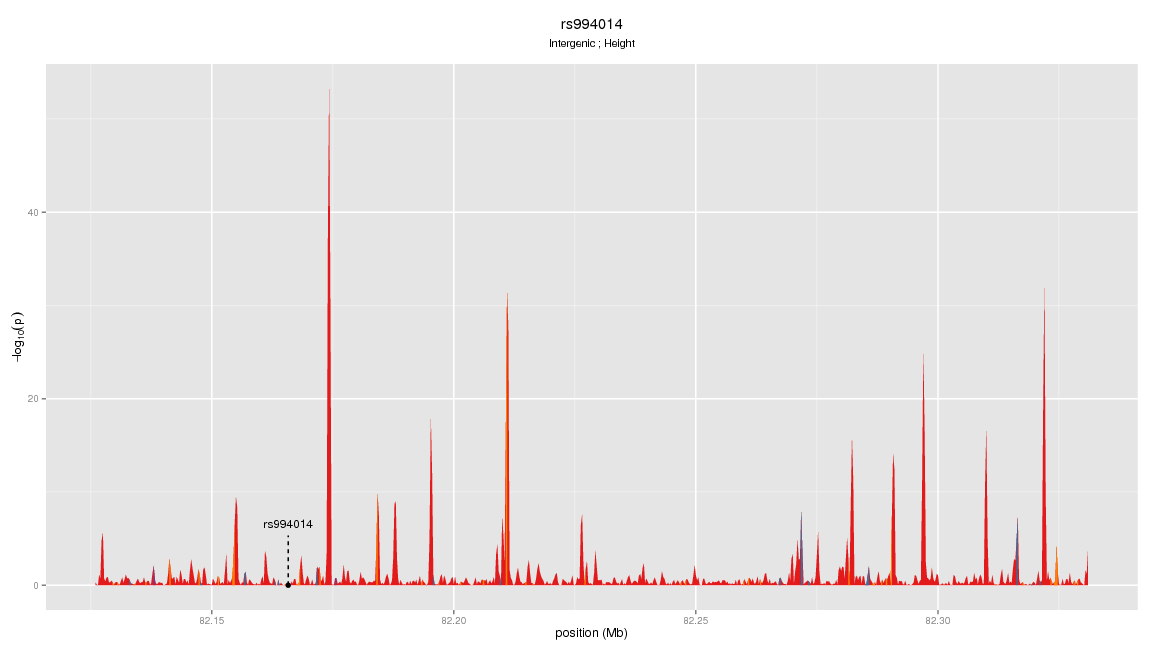 rs994014
Intergenic ; Height
−log10(p)
40
20
0
rs994014
82.15
82.20
82.25
82.30
position (Mb)